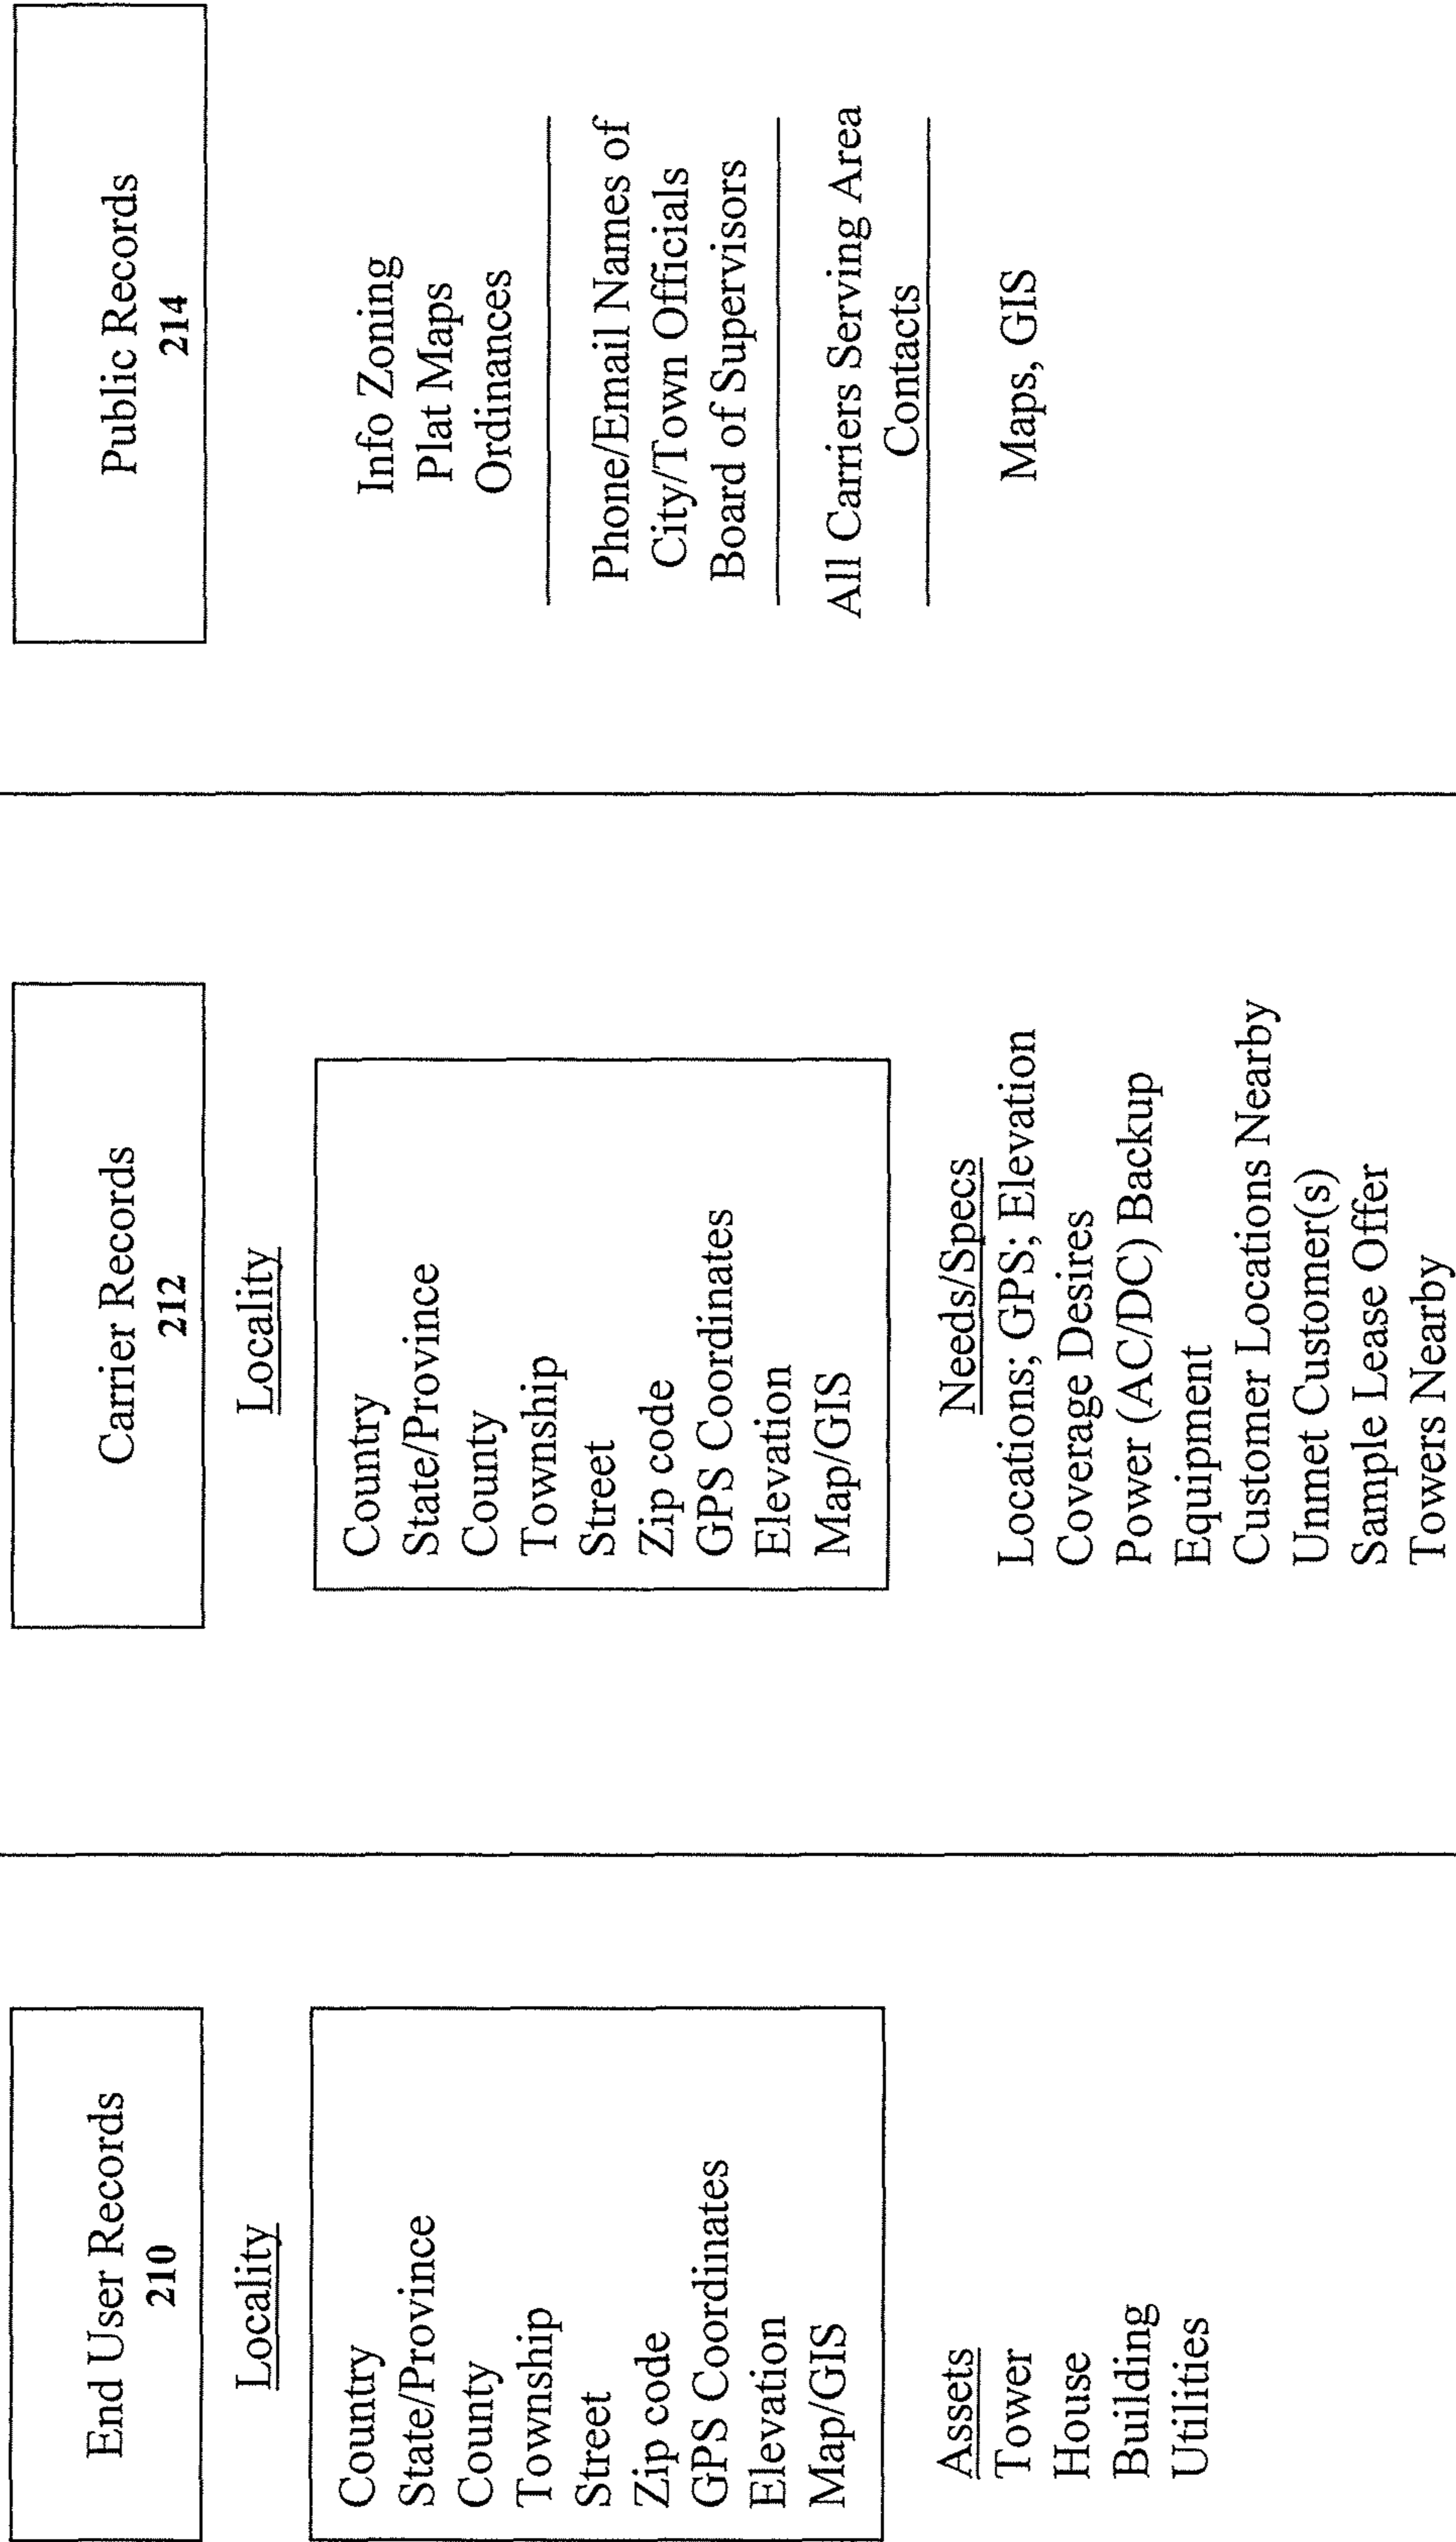 End User Records
210
Locality
Country
State/Province
County
Township
Street
Zip code
GPS Coordinates
Elevation
Map/GIS
Assets
Tower
House
Building
Utilities
Carrier Records
212
Locality
Country
State/Province
County
Township
Street
Zip code
GPS Coordinates
Elevation
Map/GIS
Needs/Specs
Locations; GPS; Elevation
Coverage Desires
Power (AC/DC) Backup
Equipment
Customer Locations Nearby
Unmet Customer(s)
Sample Lease Offer
Towers Nearby
Public Records
214
Info Zoning
Plat Maps
Ordinances
Phone/Email Names of
City/Town Officials
Board of Supervisors
All Carriers Serving Area
Contacts
Maps, GIS